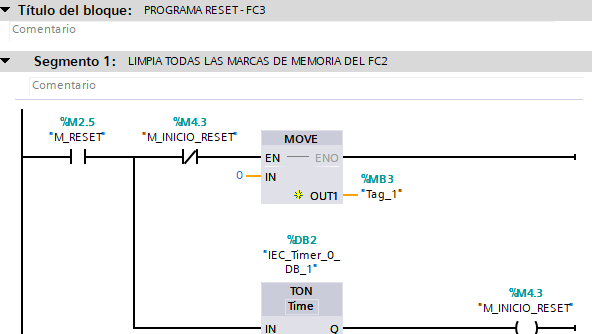 Título del bloque: PROGRAMA RESET - FC3
Comentario
Segmento 1: LIMPIA TODAS LAS MARCAS DE MEMORIA DEL FC2
Comentario
%M2.5
"M_RESET"
%M4.3
"M_INICIO_RESET"
MOVE
EN ENO
0 IN
OUT1
%MB3
"Tag_1"
%DB2
"IEC_Timer_0_
DB_1"
TON
Time
IN Q
%M4.3
"M_INICIO_RESET"